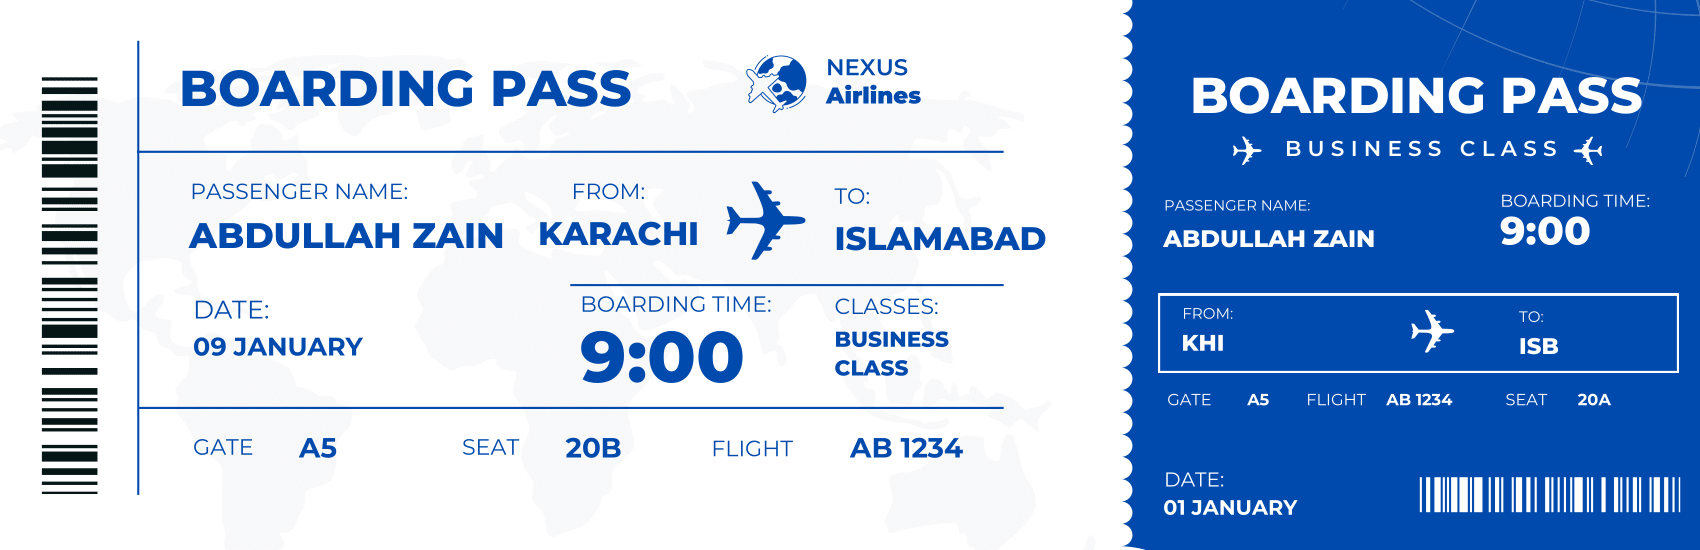 BOARDING PASS
NEXUS
Airlines
PASSENGER NAME:
ABDULLAH ZAIN
FROM:
KARACHI
TO:
ISLAMABAD
DATE:
09 JANUARY
BOARDING TIME:
9:00
CLASSES:
BUSINESS
CLASS
GATE A5 SEAT 20B FLIGHT AB 1234
BOARDING PASS
BUSINESS CLASS
PASSENGER NAME:
ABDULLAH ZAIN
BOARDING TIME:
9:00
FROM:
KHI
TO:
ISB
GATE A5 FLIGHT AB 1234 SEAT 20A
DATE:
01 JANUARY